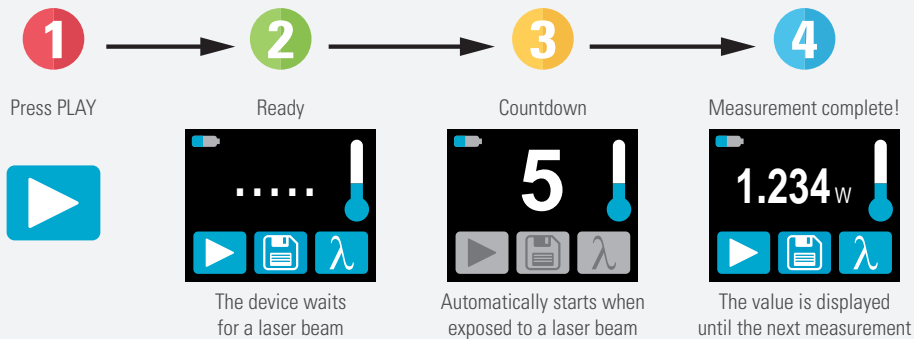 1
2
3
4
Press PLAY
Ready
Countdown
Measurement complete!
.....
5
1.234 W
λ
λ
λ
The device waits
for a laser beam
Automatically starts when
exposed to a laser beam
The value is displayed
until the next measurement